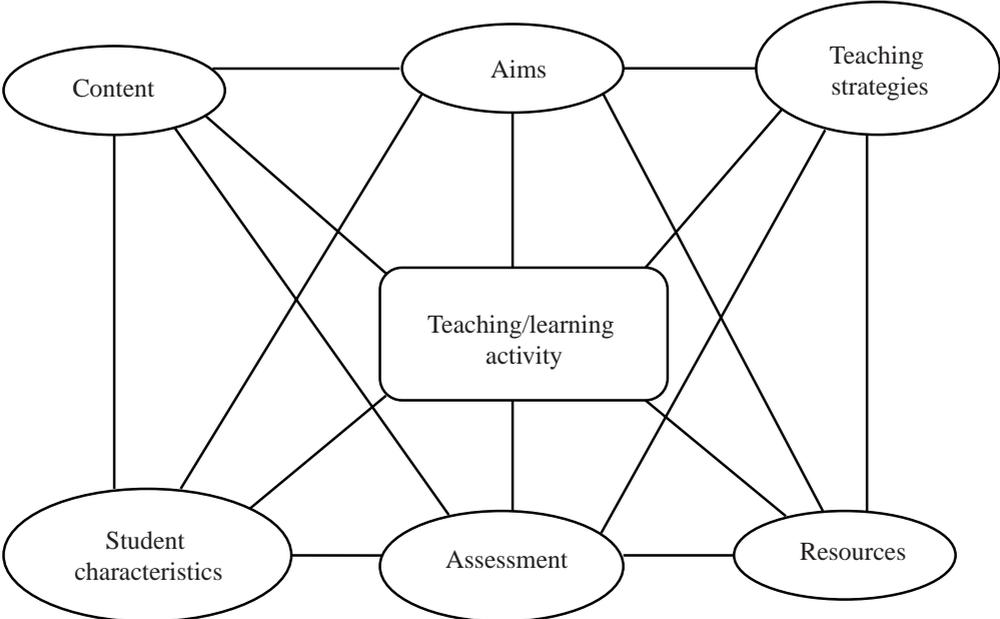 Content
Aims
Teaching
strategies
Teaching/learning
activity
Student
characteristics
Assessment
Resources